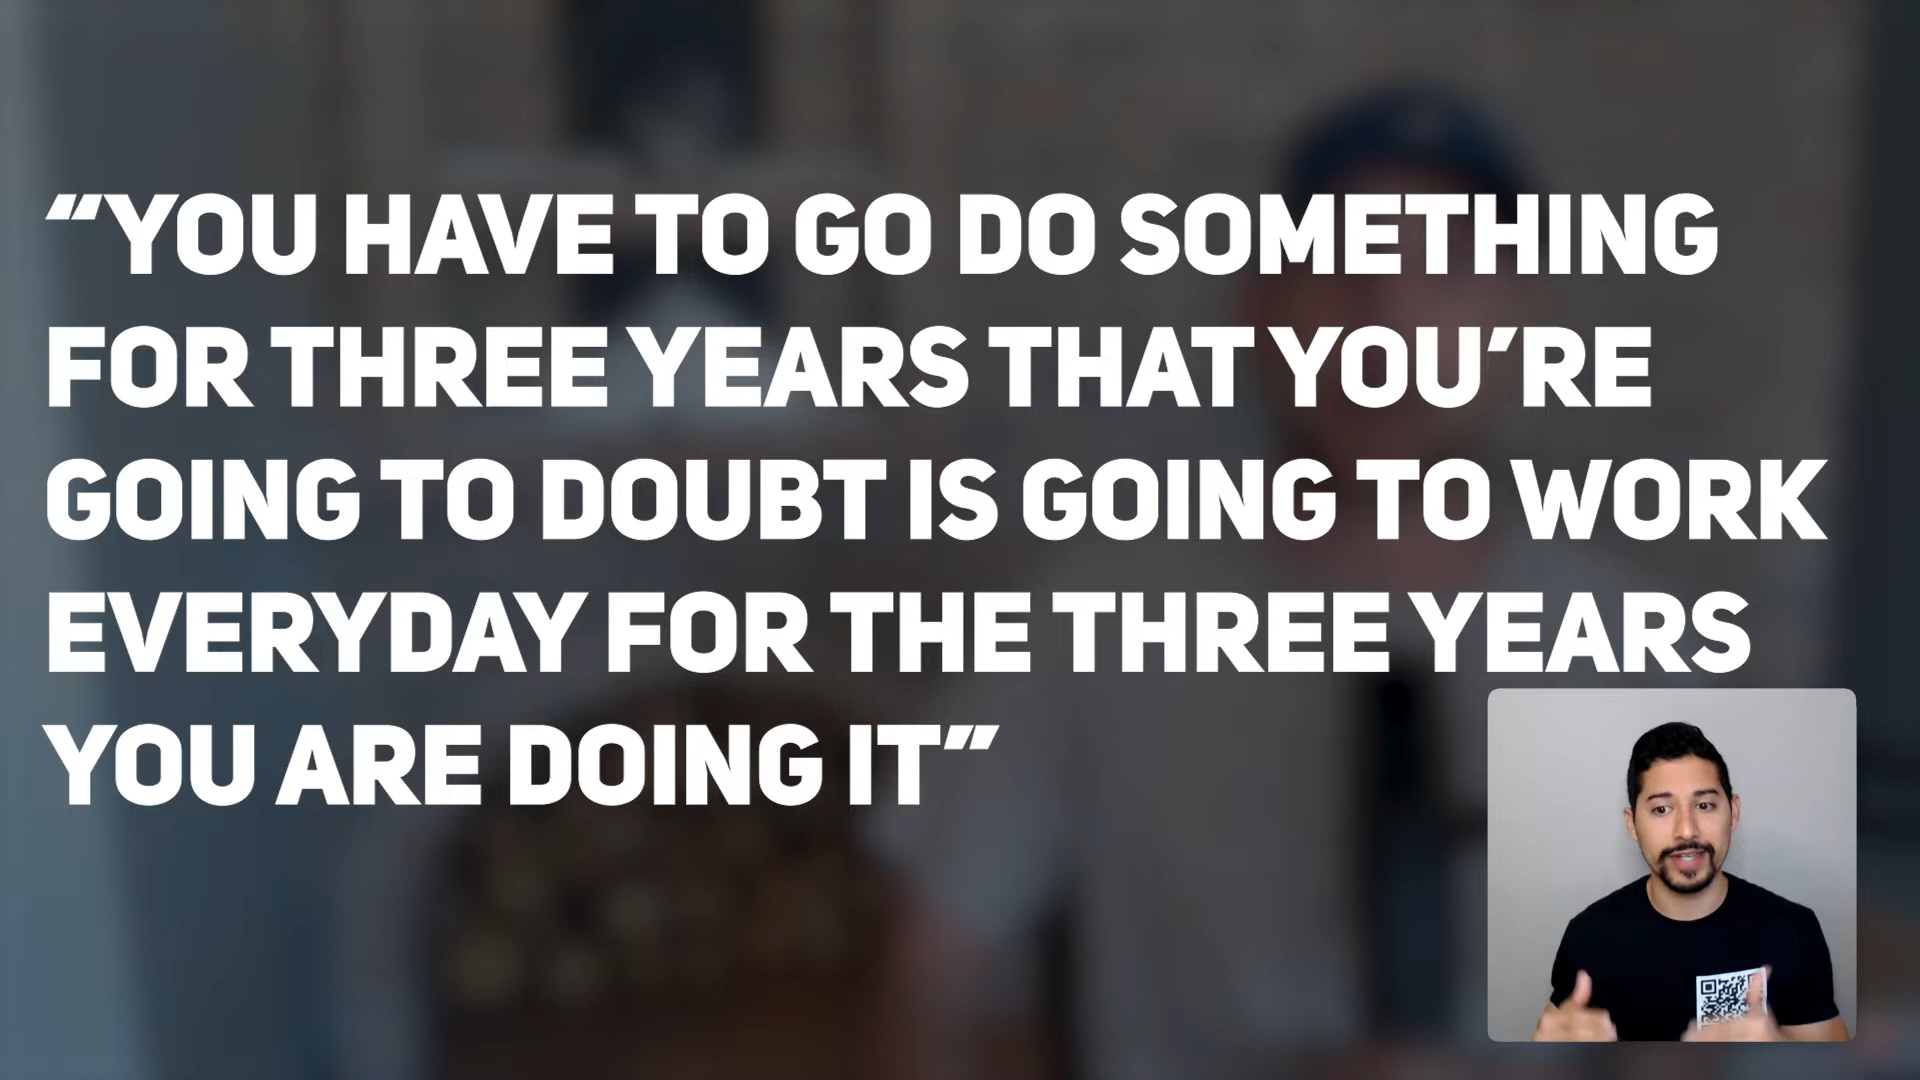 “YOU HAVE TO GO DO SOMETHING
FOR THREE YEARS THAT YOU’RE
GOING TO DOUBT IS GOING TO WORK
EVERYDAY FOR THE THREE YEARS
YOU ARE DOING IT”